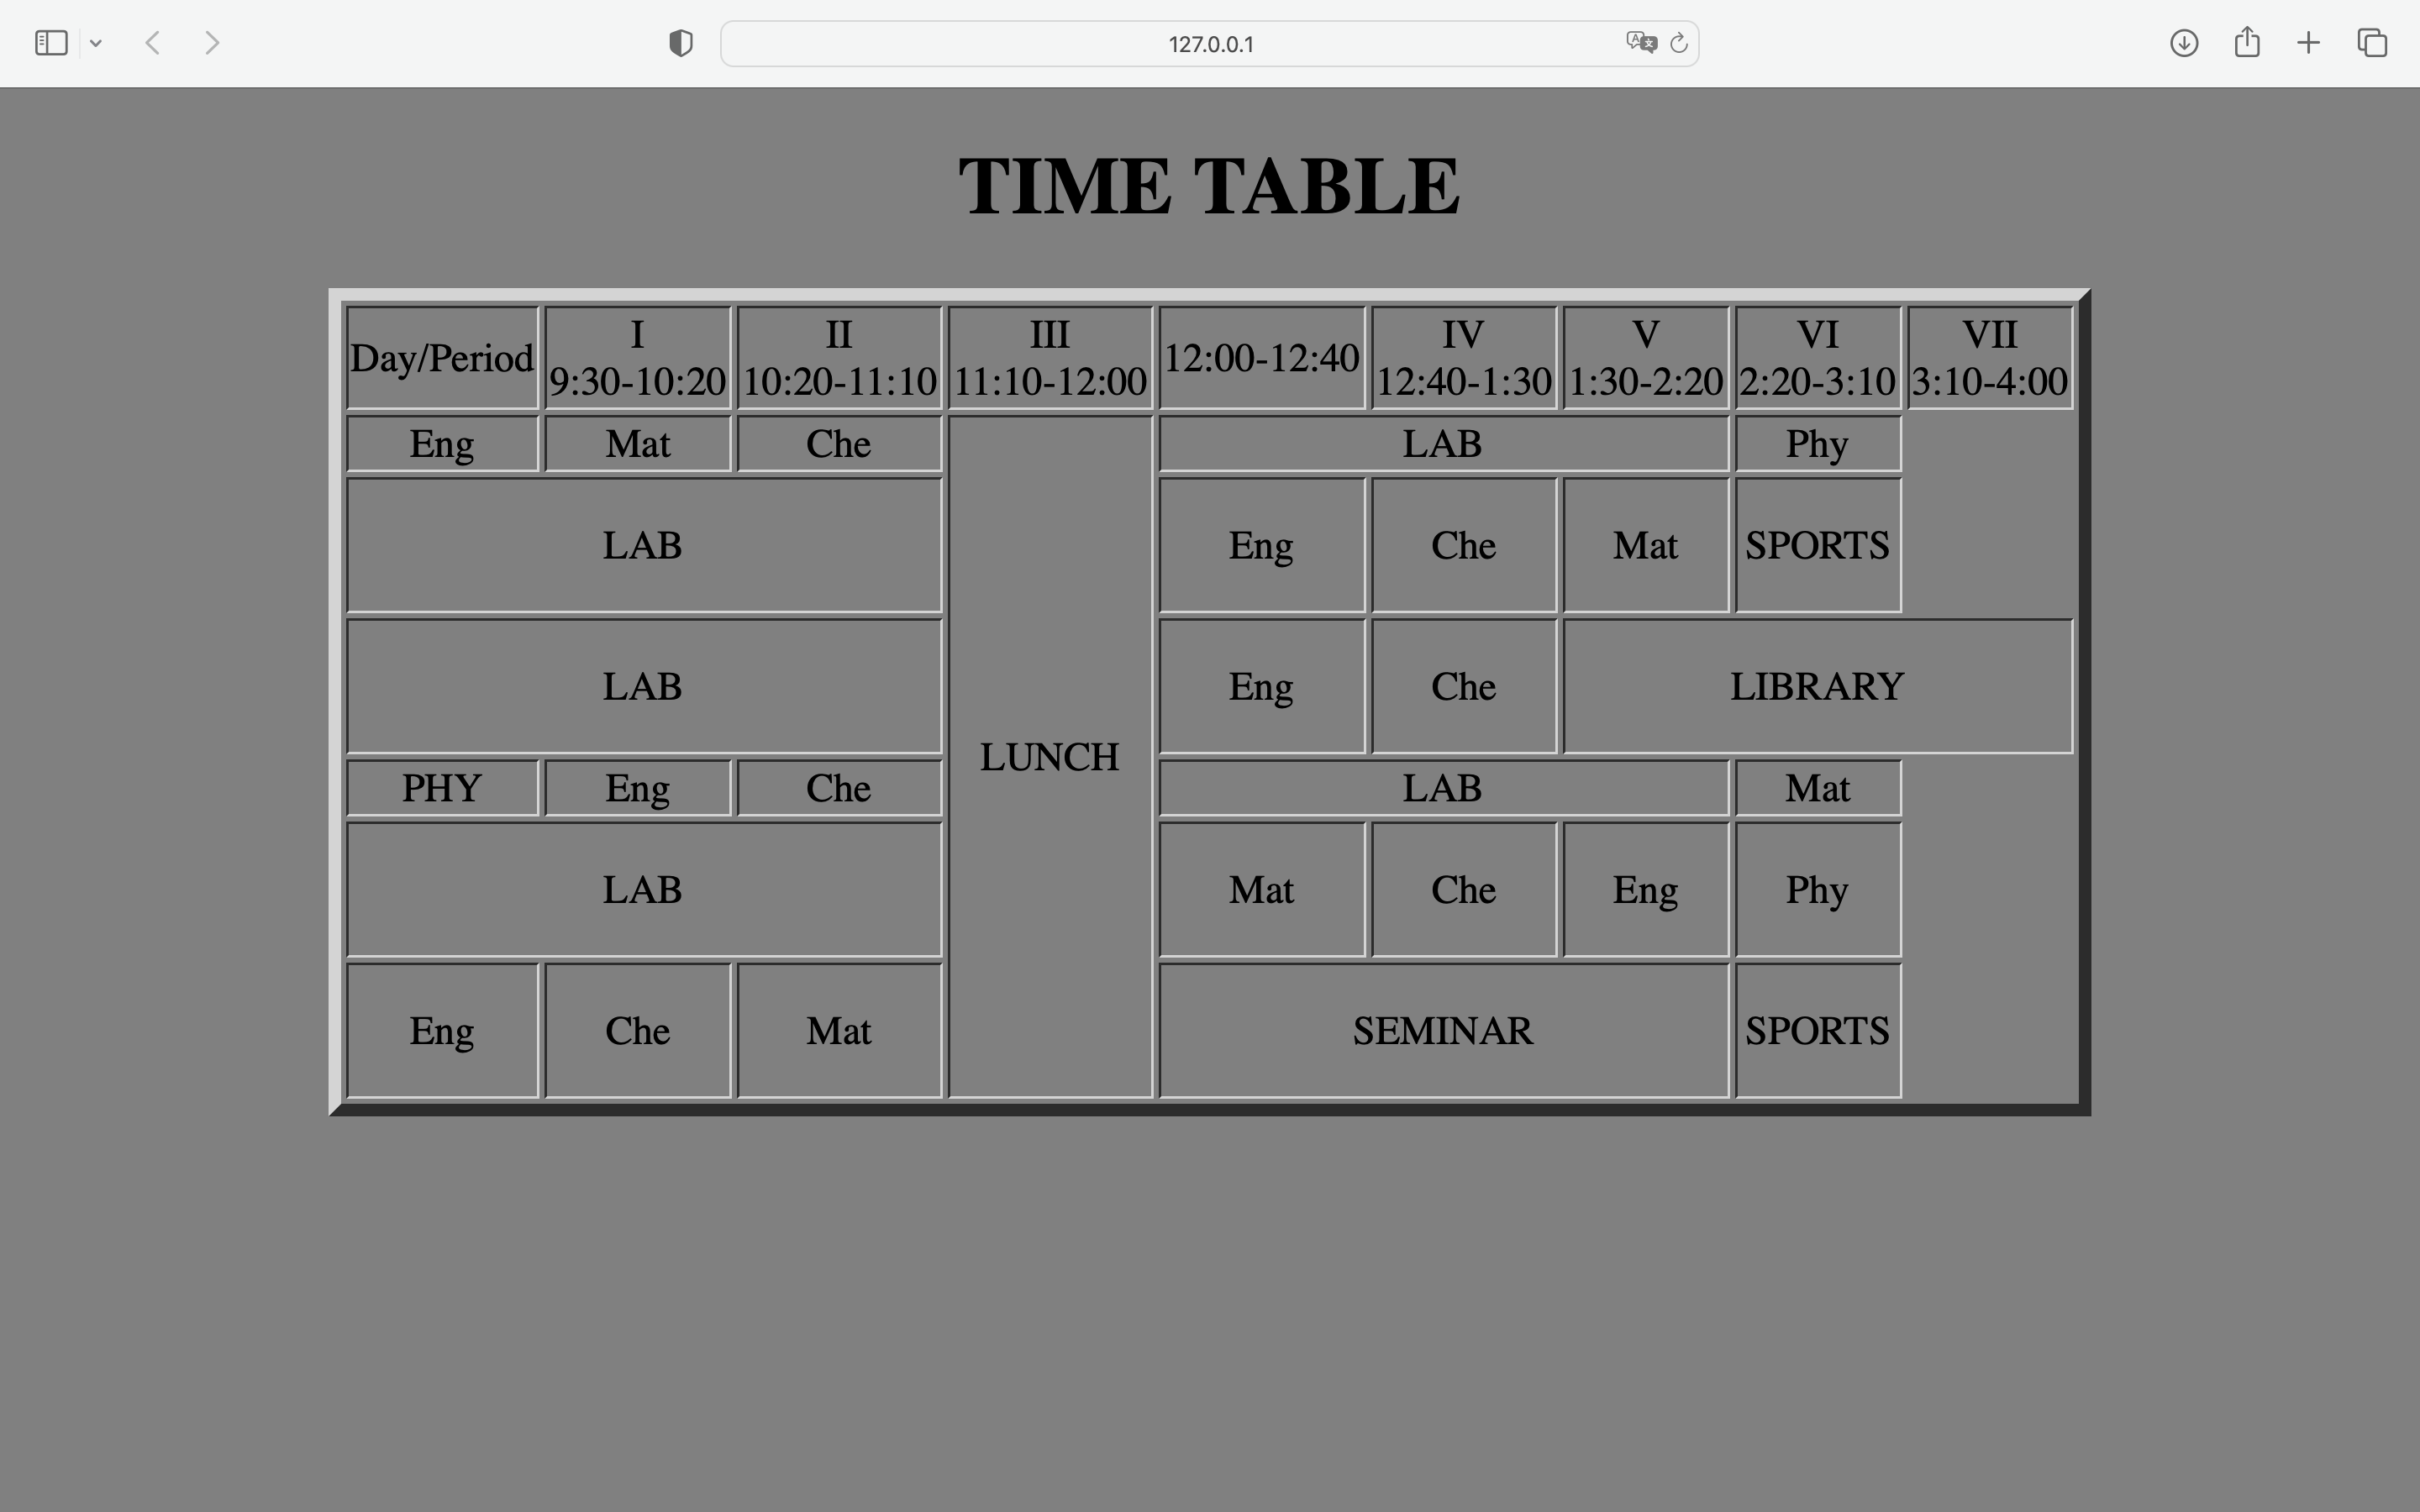 127.0.0.1
TIME TABLE
Day/Period
I
9:30-10:20
II
10:20-11:10
III
11:10-12:00
12:00-12:40
IV
12:40-1:30
V
1:30-2:20
VI
2:20-3:10
VII
3:10-4:00
Eng Mat Che LUNCH LAB Phy
LAB Eng Che Mat SPORTS
LAB Eng Che LIBRARY
PHY Eng Che LAB Mat
LAB Mat Che Eng Phy
Eng Che Mat SEMINAR SPORTS